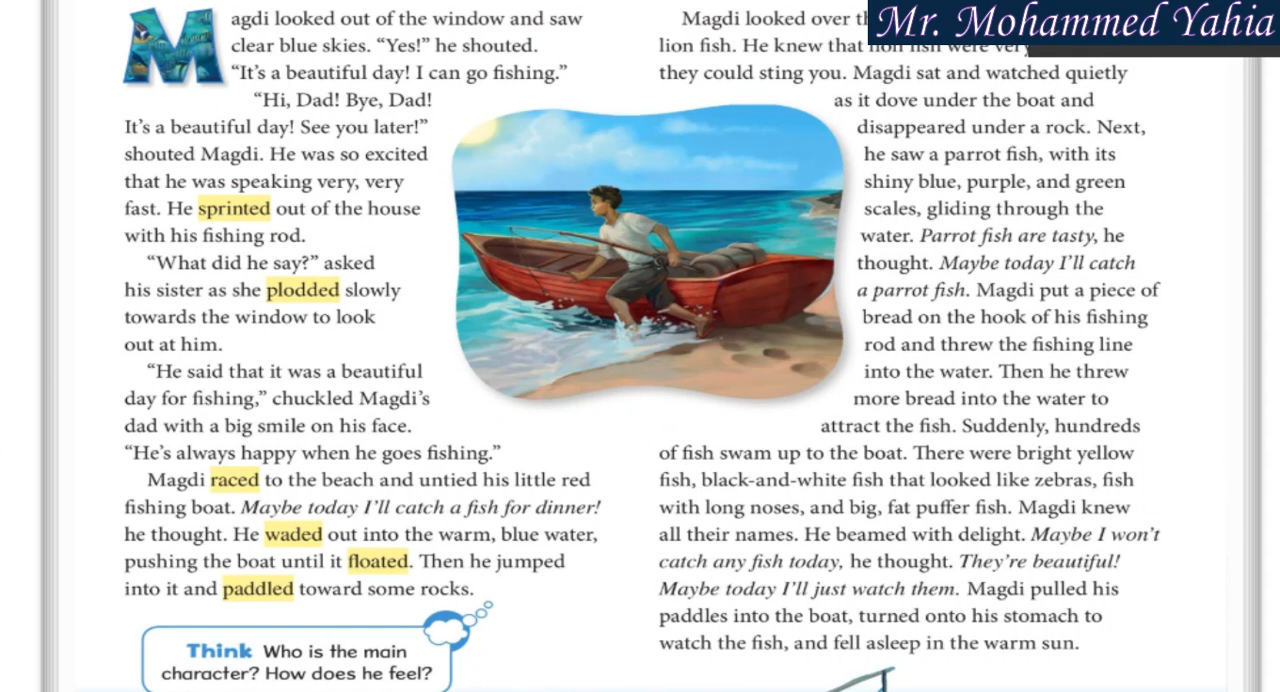 Mr. Mohammed Yahia
Magdi looked out of the window and saw
clear blue skies. “Yes!” he shouted.
“It’s a beautiful day! I can go fishing.”
“Hi, Dad! Bye, Dad!
It’s a beautiful day! See you later!”
shouted Magdi. He was so excited
that he was speaking very, very
fast. He sprinted out of the house
with his fishing rod.
“What did he say?” asked
his sister as she plodded slowly
towards the window to look
out at him.
“He said that it was a beautiful
day for fishing,” chuckled Magdi’s
dad with a big smile on his face.
“He’s always happy when he goes fishing.”
Magdi raced to the beach and untied his little red
fishing boat. Maybe today I’ll catch a fish for dinner!
he thought. He waded out into the warm, blue water,
pushing the boat until it floated. Then he jumped
into it and paddled toward some rocks.
Think Who is the main
character? How does he feel?
Magdi looked over
lion fish. He knew that lion fish were very
they could sting you. Magdi sat and watched quietly
as it dove under the boat and
disappeared under a rock. Next,
he saw a parrot fish, with its
shiny blue, purple, and green
scales, gliding through the
water. Parrot fish are tasty, he
thought. Maybe today I’ll catch
a parrot fish. Magdi put a piece of
bread on the hook of his fishing
rod and threw the fishing line
into the water. Then he threw
more bread into the water to
attract the fish. Suddenly, hundreds
of fish swam up to the boat. There were bright yellow
fish, black-and-white fish that looked like zebras, fish
with long noses, and big, fat puffer fish. Magdi knew
all their names. He beamed with delight. Maybe I won’t
catch any fish today, he thought. They’re beautiful!
Maybe today I’ll just watch them. Magdi pulled his
paddles into the boat, turned onto his stomach to
watch the fish, and fell asleep in the warm sun.